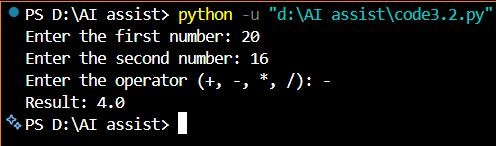 PS D:\AI assist> python -u "d:\AI assist\code3.2.py"
Enter the first number: 20
Enter the second number: 16
Enter the operator (+, -, *, /): -
Result: 4.0
PS D:\AI assist>